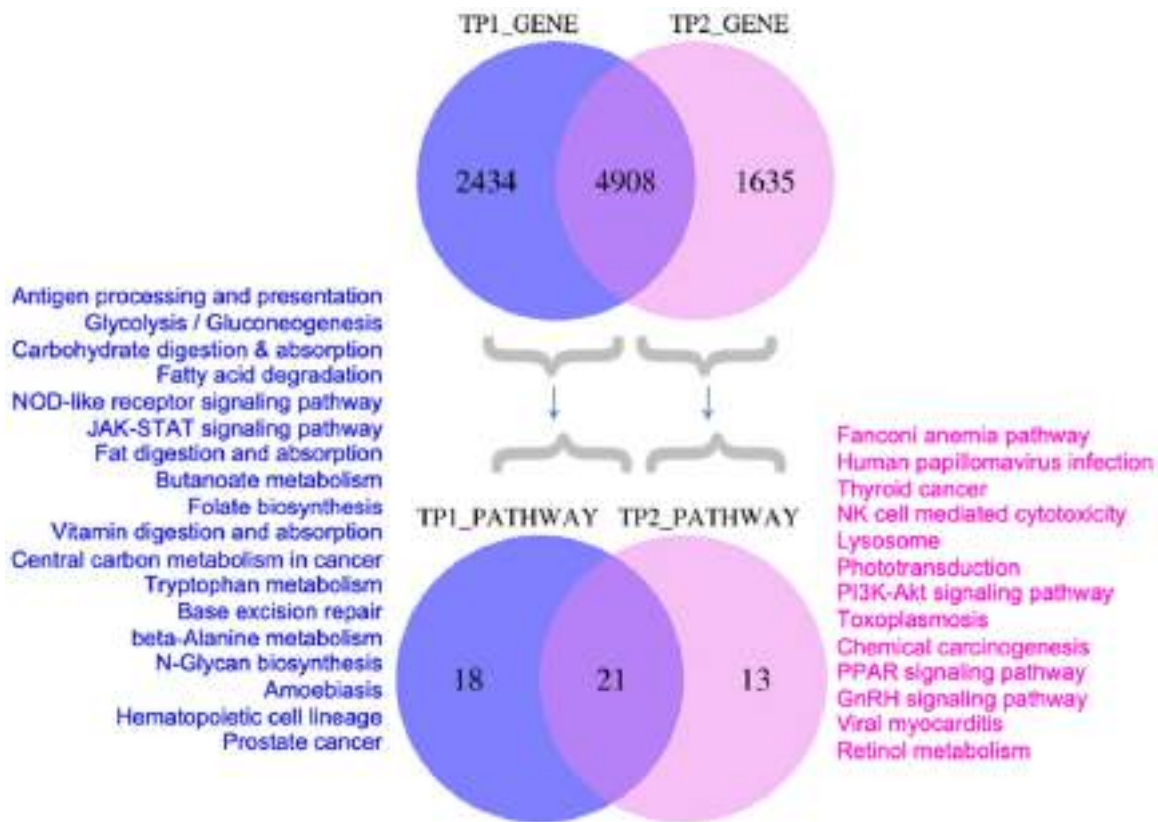 TP1_GENE TP2_GENE
2434 4908 1635
Antigen processing and presentation
Glycolysis / Gluconeogenesis
Carbohydrate digestion & absorption
Fatty acid degradation
NOD-like receptor signaling pathway
JAK-STAT signaling pathway
Fat digestion and absorption
Butanoate metabolism
Folate biosynthesis
Vitamin digestion and absorption
Central carbon metabolism in cancer
Tryptophan metabolism
Base excision repair
beta-Alanine metabolism
N-Glycan biosynthesis
Amoebiasis
Hematopoietic cell lineage
Prostate cancer
TP1_PATHWAY TP2_PATHWAY
18 21 13
Fanconi anemia pathway
Human papillomavirus infection
Thyroid cancer
NK cell mediated cytotoxicity
Lysosome
Phototransduction
PI3K-Akt signaling pathway
Toxoplasmosis
Chemical carcinogenesis
PPAR signaling pathway
GnRH signaling pathway
Viral myocarditis
Retinol metabolism